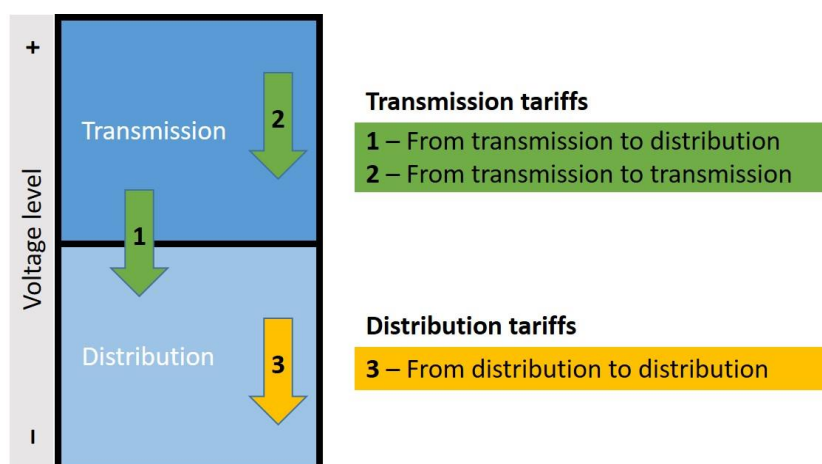 +
Voltage level
–
Transmission
2
1
Distribution
3
Transmission tariffs
1 – From transmission to distribution
2 – From transmission to transmission
Distribution tariffs
3 – From distribution to distribution